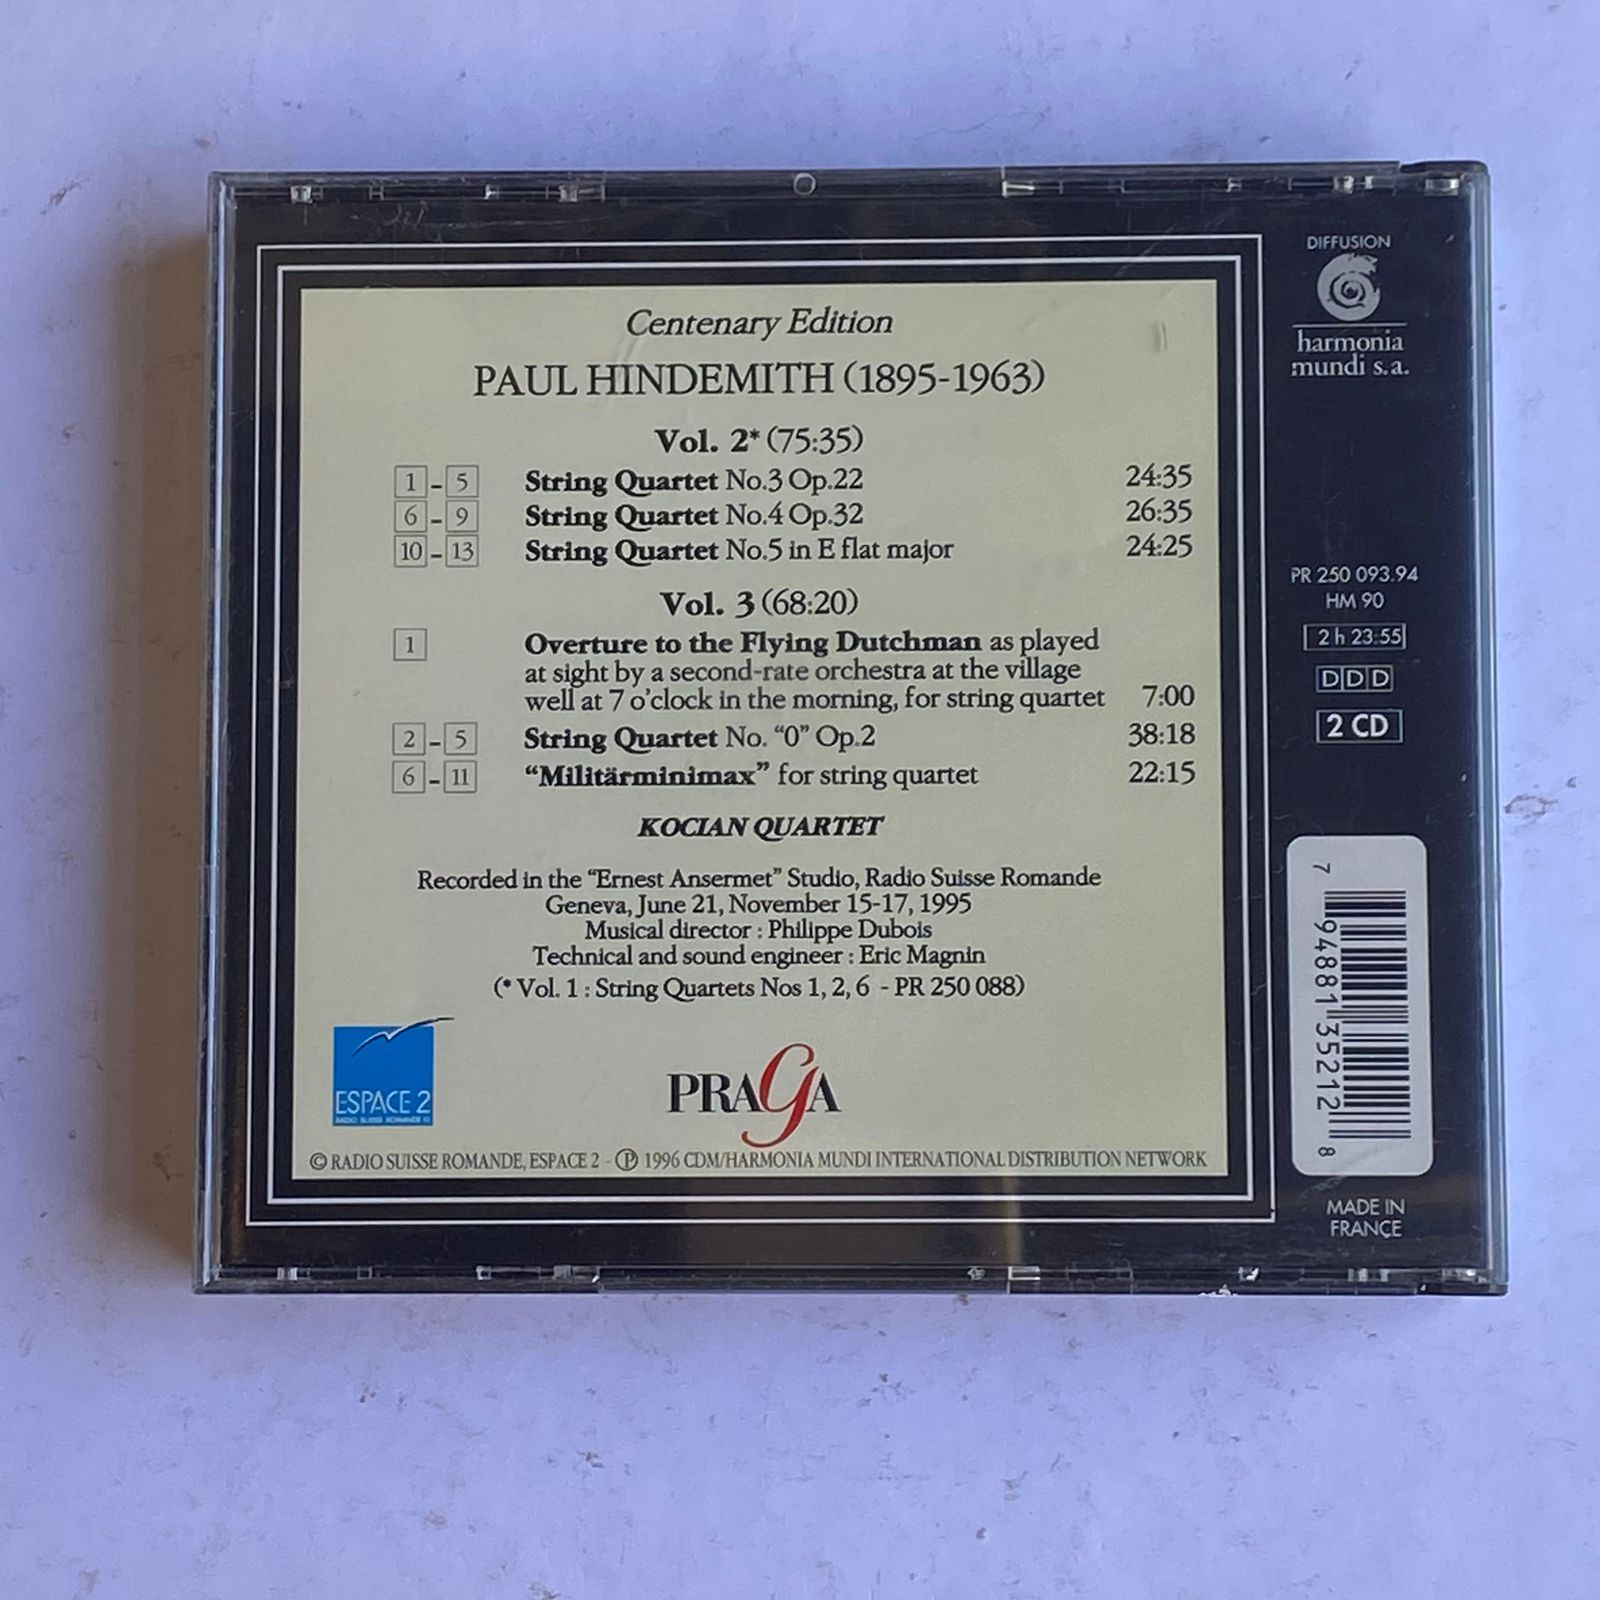 Centenary Edition
PAUL HINDEMITH (1895-1963)
Vol. 2* (75:35)
1 - 5 String Quartet No.3 Op.22 24:35
6 - 9 String Quartet No.4 Op.32 26:35
10 - 13 String Quartet No.5 in E flat major 24:25
Vol. 3 (68:20)
1 Overture to the Flying Dutchman as played
at sight by a second-rate orchestra at the village
well at 7 o'clock in the morning, for string quartet 7:00
2 - 5 String Quartet No. "0" Op.2 38:18
6 - 11 "Militärminimax" for string quartet 22:15
KOCIAN QUARTET
Recorded in the "Ernest Ansermet" Studio, Radio Suisse Romande
Geneva, June 21, November 15-17, 1995
Musical director : Philippe Dubois
Technical and sound engineer : Eric Magnin
(* Vol. 1 : String Quartets Nos 1, 2, 6 - PR 250 088)
ESPACE 2
RADIO SUISSE ROMANDE
PRAGA
© RADIO SUISSE ROMANDE, ESPACE 2 - ℗ 1996 CDM/HARMONIA MUNDI INTERNATIONAL DISTRIBUTION NETWORK
DIFFUSION
harmonia
mundi s.a.
PR 250 093.94
HM 90
2 h 23:55
DDD
2 CD
7 94881 35212 8
MADE IN
FRANCE